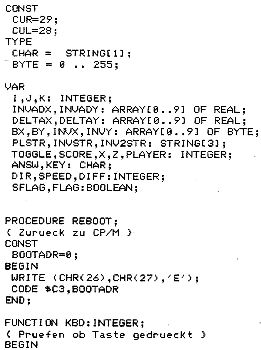 CONST
CUR=29;
CUL=28;
TYPE
CHAR = STRING[1];
BYTE = 0 .. 255;
VAR
I,J,K: INTEGER;
INVADX,INVADY: ARRAY[0..9] OF REAL;
DELTAX,DELTAY: ARRAY[0..9] OF REAL;
BX,BY,INVX,INVY: ARRAY[0..9] OF BYTE;
PLSTR,INVSTR,INV2STR: STRING[3];
TOGGLE,SCORE,X,Z,PLAYER: INTEGER;
ANSW,KEY: CHAR;
DIR,SPEED,DIFF:INTEGER;
SFLAG,FLAG:BOOLEAN;
PROCEDURE REBOOT;
( Zurueck zu CP/M )
CONST
BOOTADR=0;
BEGIN
WRITE (CHR(26),CHR(27),'E');
CODE $C3,BOOTADR
END;
FUNCTION KBD:INTEGER;
( Pruefen ob Taste gedrueckt )
BEGIN